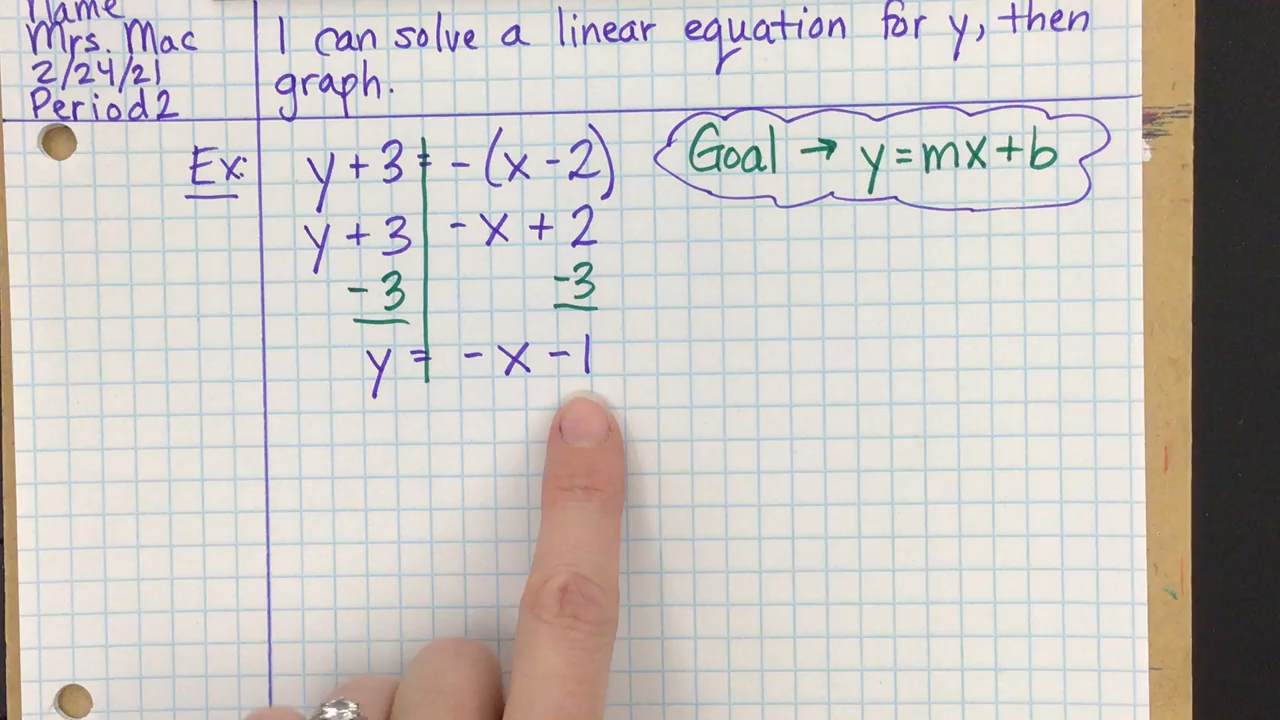 Name
Mrs. Mac
2/24/21
Period 2
I can solve a linear equation for y, then
graph.
Ex: y + 3 = -(x - 2)
Goal → y = mx + b
y + 3 -x + 2
-3 -3
y = -x - 1